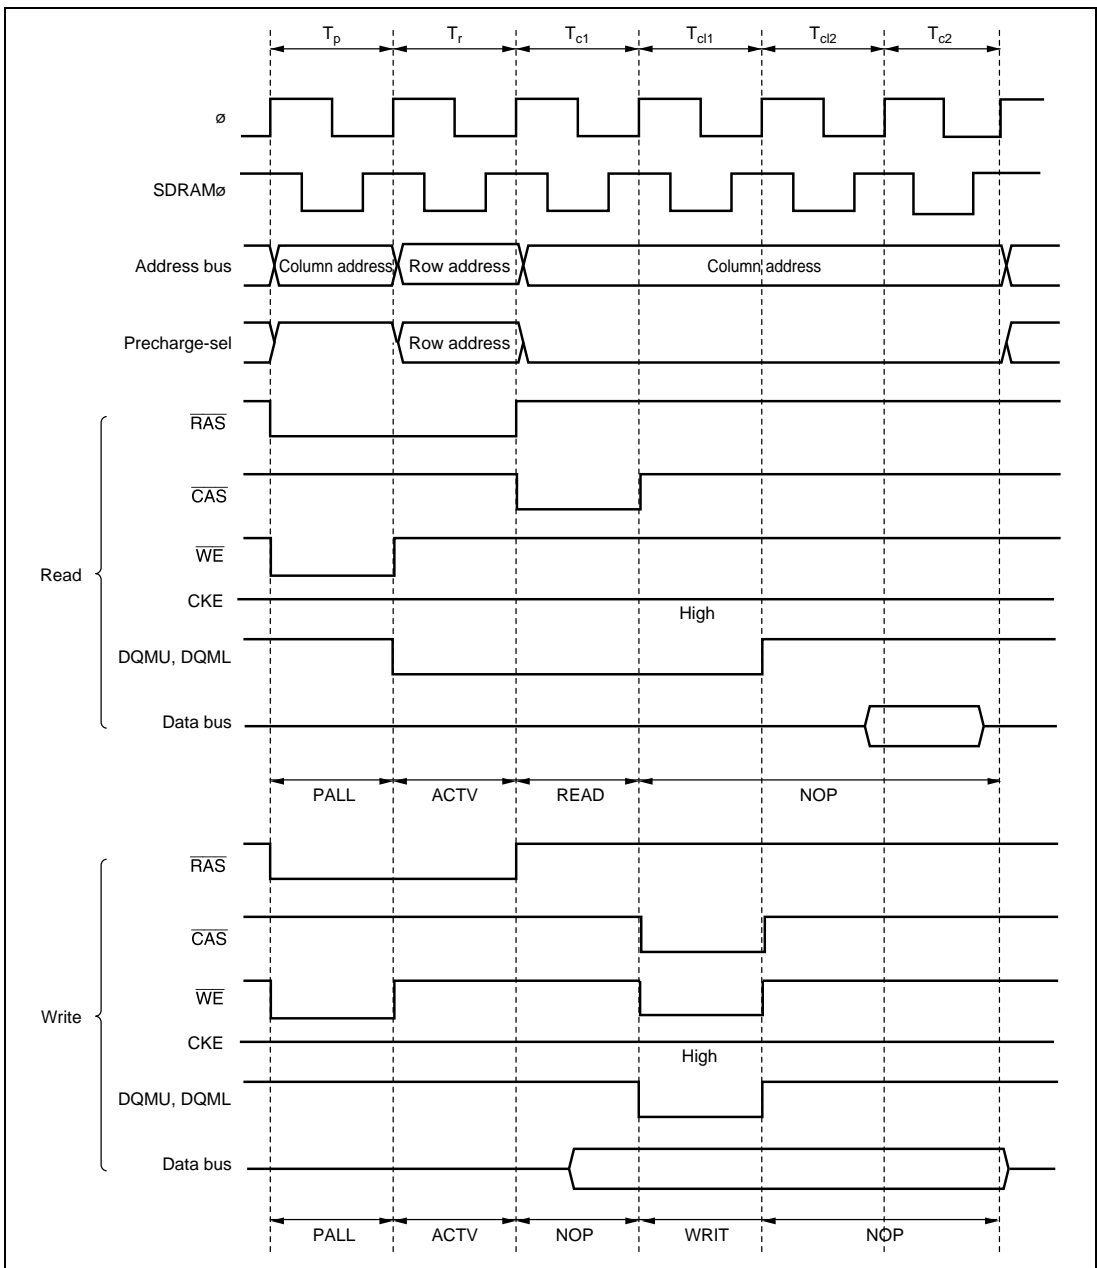 Tp Tr Tc1 Tcl1 Tcl2 Tc2
ø
SDRAMø
Address bus Column address Row address Column address
Precharge-sel Row address
Read
RAS
CAS
WE
CKE High
DQMU, DQML
Data bus
PALL ACTV READ NOP
Write
RAS
CAS
WE
CKE High
DQMU, DQML
Data bus
PALL ACTV NOP WRIT NOP